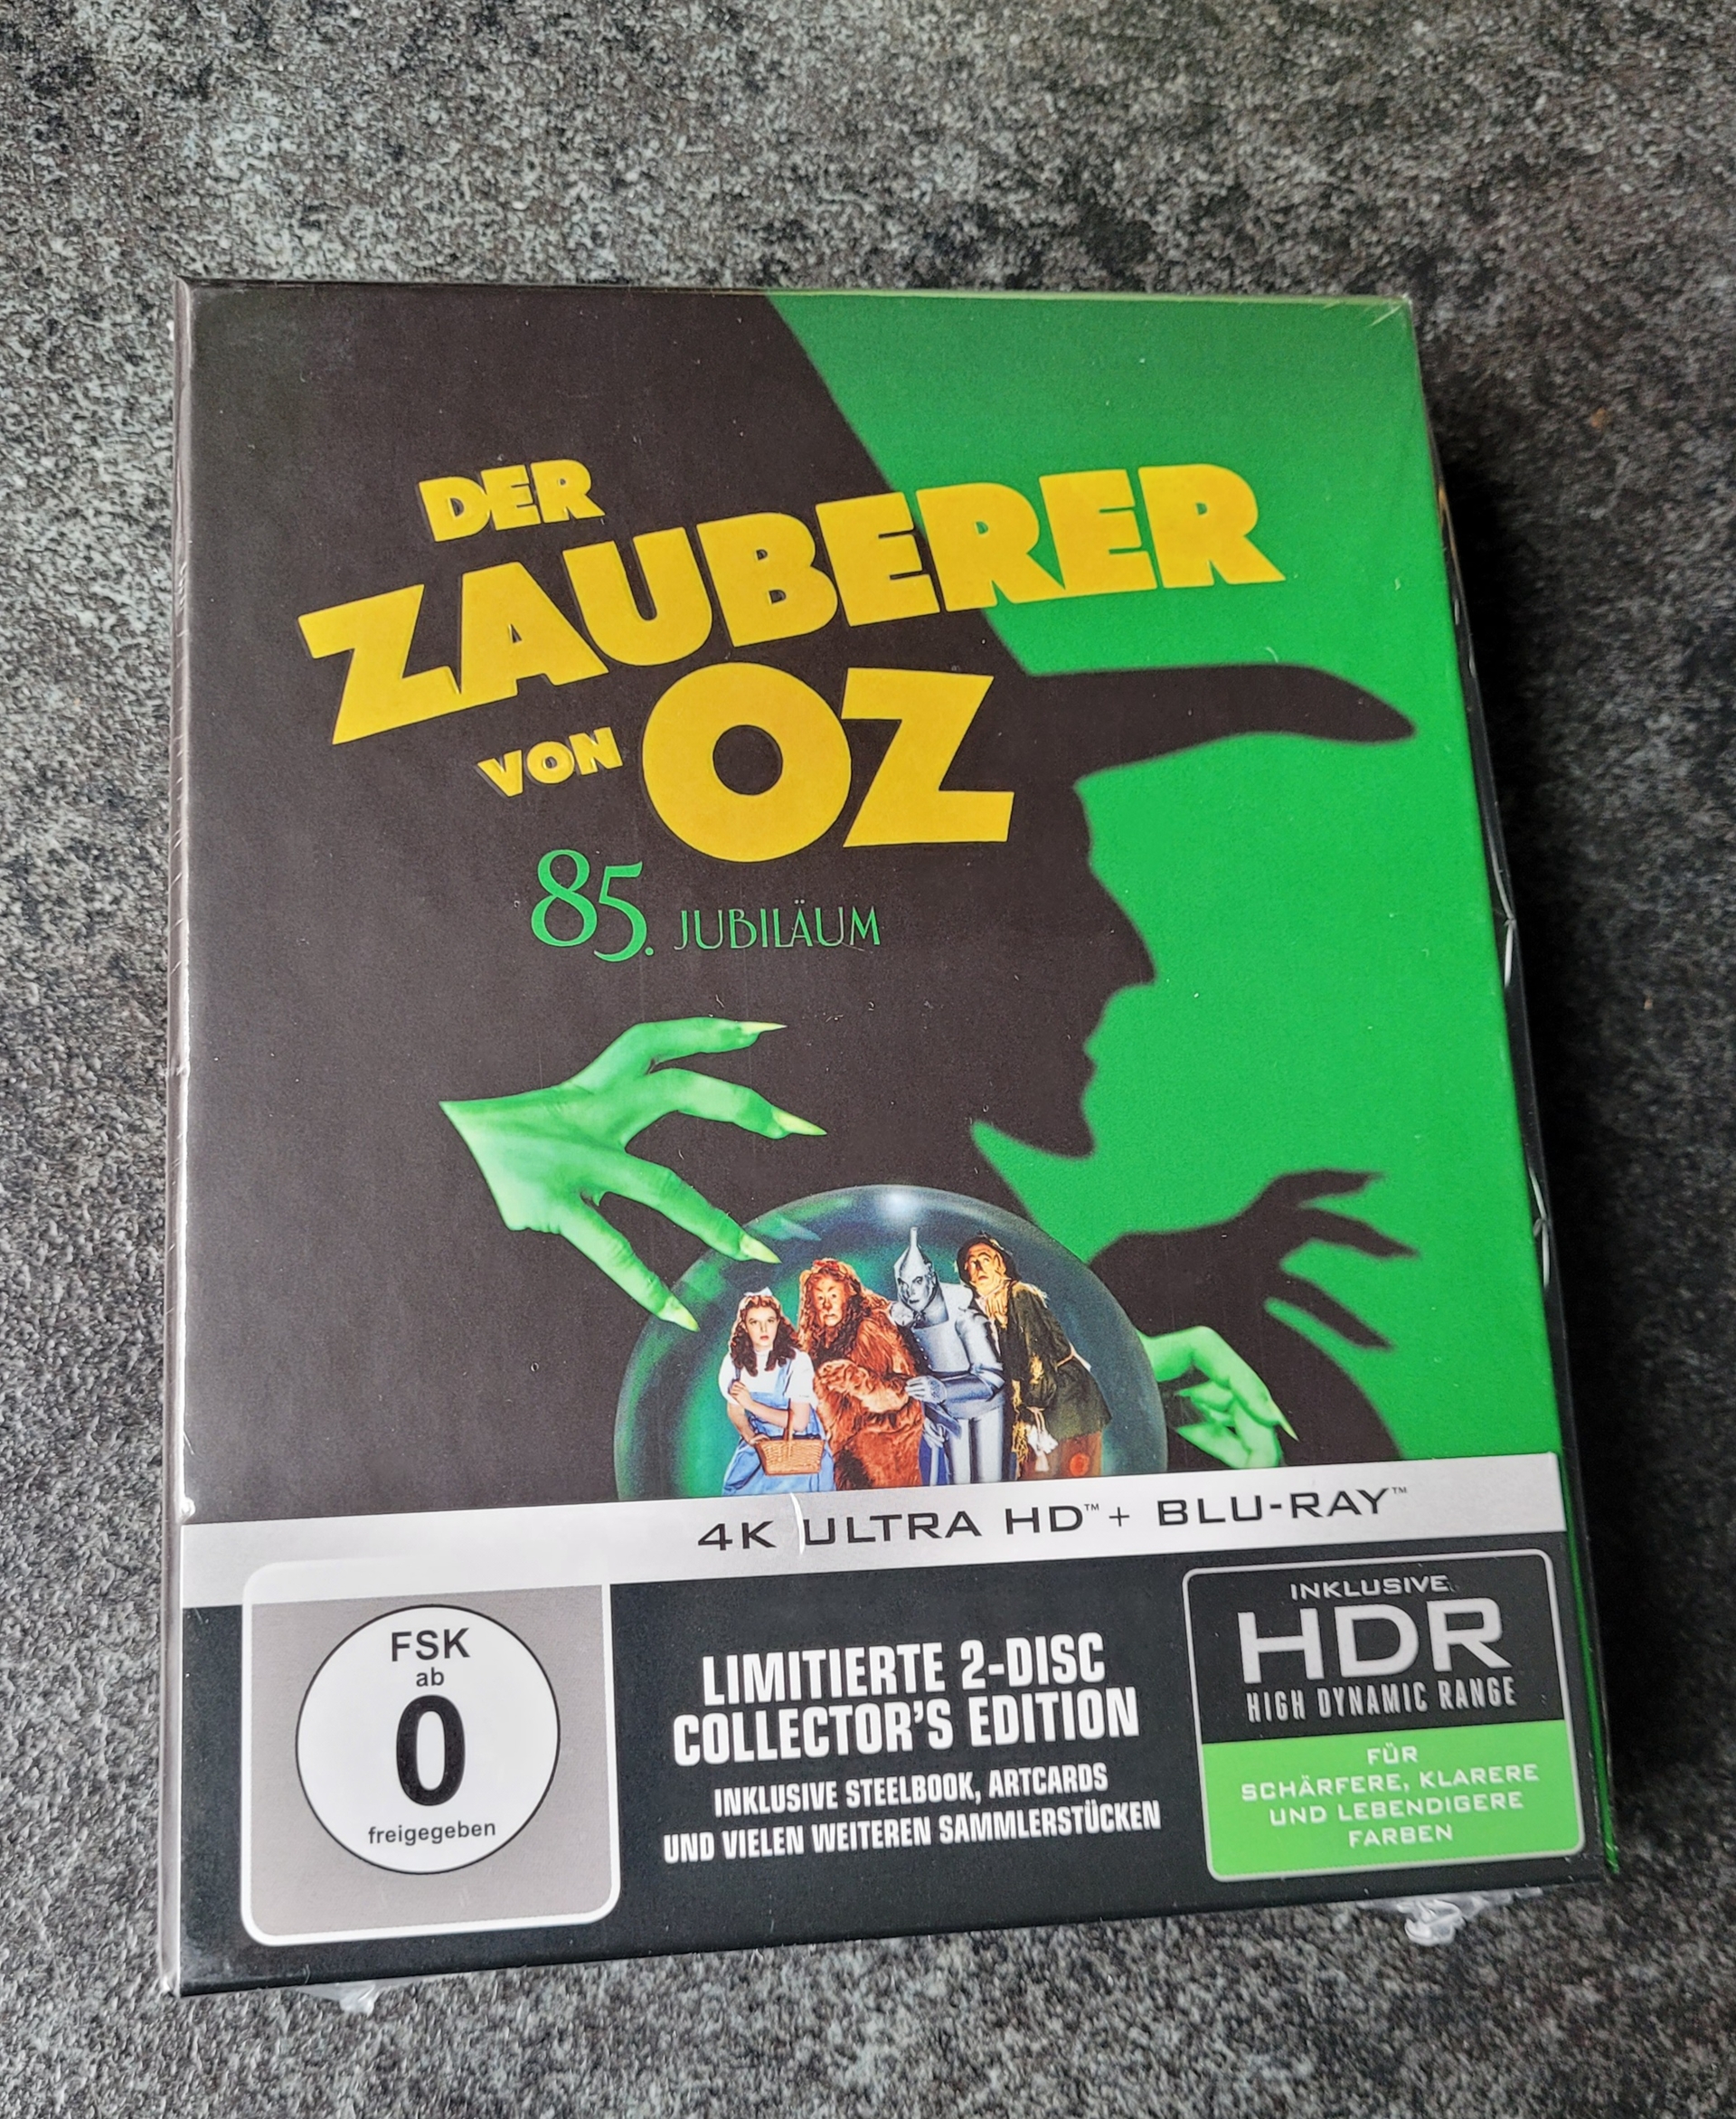 DER
ZAUBERER
VON OZ
85. JUBILÄUM
4K ULTRA HD™ + BLU-RAY™
FSK
ab
0
freigegeben
LIMITIERTE 2-DISC
COLLECTOR'S EDITION
INKLUSIVE STEELBOOK, ARTCARDS
UND VIELEN WEITEREN SAMMLERSTÜCKEN
INKLUSIVE
HDR
HIGH DYNAMIC RANGE
FÜR
SCHÄRFERE, KLARERE
UND LEBENDIGERE
FARBEN